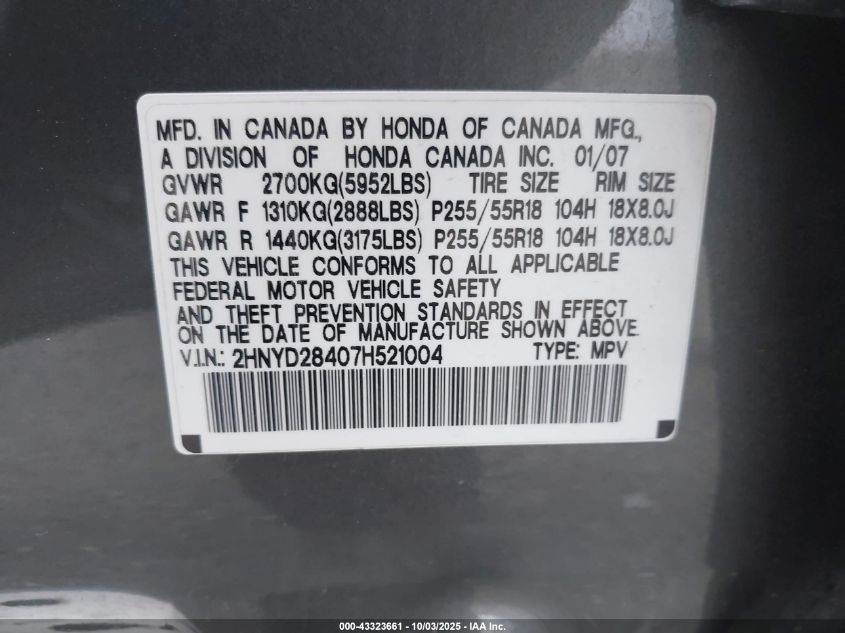 MFD. IN CANADA BY HONDA OF CANADA MFG.,
A DIVISION OF HONDA CANADA INC. 01/07
GVWR 2700KG(5952LBS) TIRE SIZE RIM SIZE
GAWR F 1310KG(2888LBS) P255/55R18 104H 18X8.0J
GAWR R 1440KG(3175LBS) P255/55R18 104H 18X8.0J
THIS VEHICLE CONFORMS TO ALL APPLICABLE
FEDERAL MOTOR VEHICLE SAFETY
AND THEFT PREVENTION STANDARDS IN EFFECT
ON THE DATE OF MANUFACTURE SHOWN ABOVE.
V.I.N.: 2HNYD28407H521004 TYPE: MPV
000-43323661 - 10/03/2025 - IAA Inc.